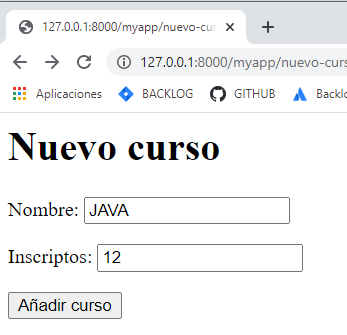 127.0.0.1:8000/myapp/nuevo-cu
127.0.0.1:8000/myapp/nuevo-curs
Aplicaciones BACKLOG GITHUB Backlo
Nuevo curso
Nombre: JAVA
Inscriptos: 12
Añadir curso